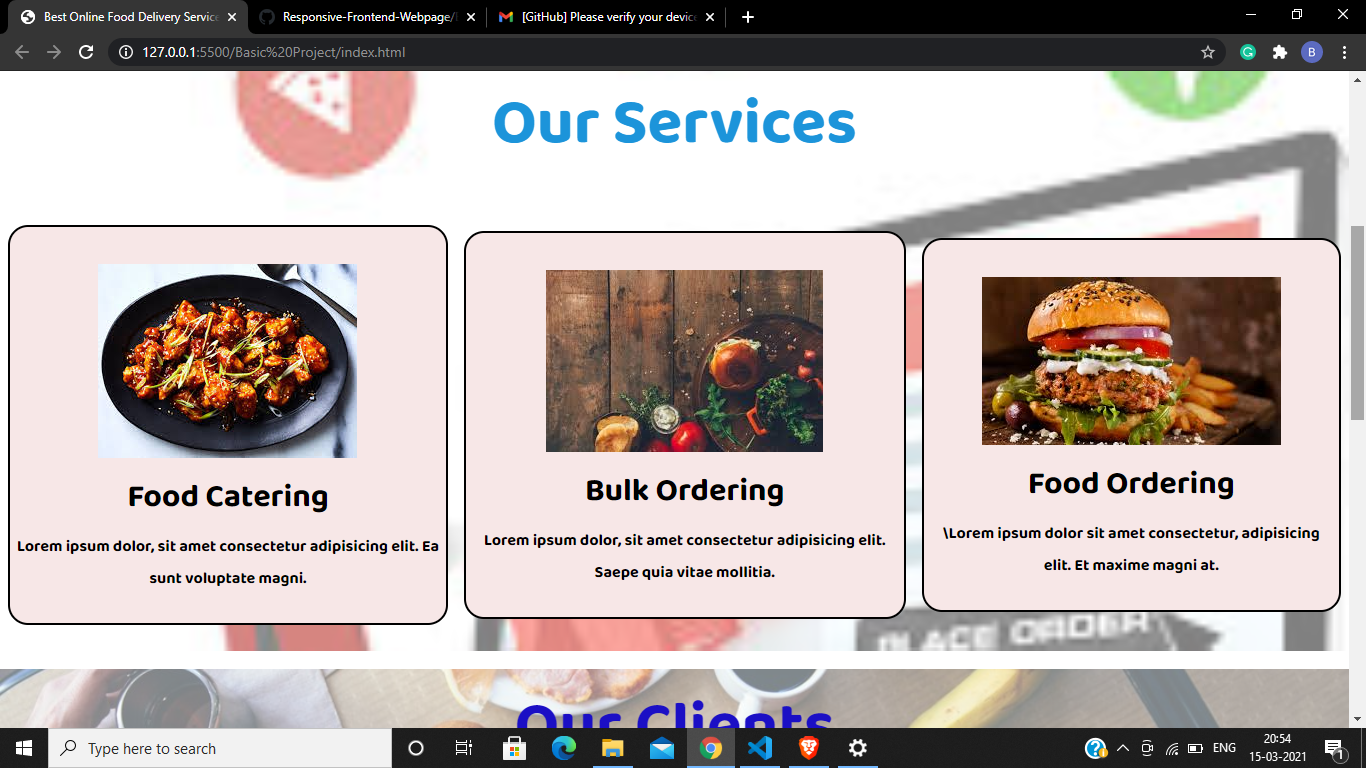 Best Online Food Delivery Service
Responsive-Frontend-Webpage/
[GitHub] Please verify your device
127.0.0.1:5500/Basic%20Project/index.html
B
Our Services
Food Catering
Lorem ipsum dolor, sit amet consectetur adipisicing elit. Ea
sunt voluptate magni.
Bulk Ordering
Lorem ipsum dolor, sit amet consectetur adipisicing elit.
Saepe quia vitae mollitia.
Food Ordering
\Lorem ipsum dolor sit amet consectetur, adipisicing
elit. Et maxime magni at.
PLACE ORDER
Our Clients
Type here to search
ENG
20:54
15-03-2021
1